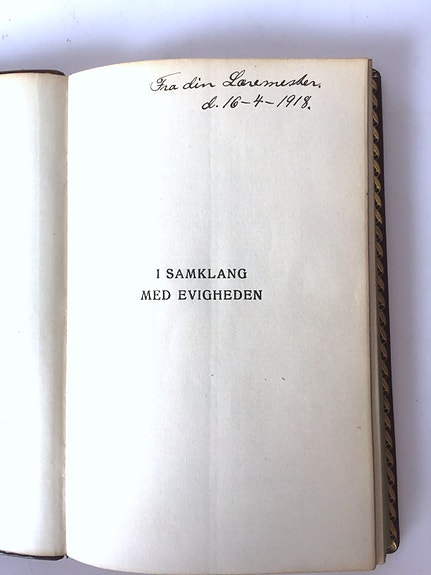 Fra din Læremester.
d. 16-4-1918.
I SAMKLANG
MED EVIGHEDEN